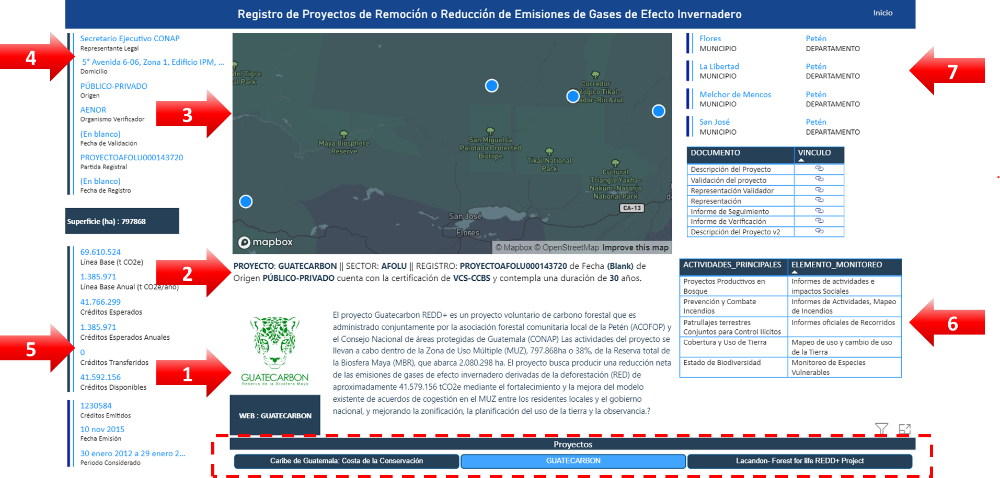 Registro de Proyectos de Remoción o Reducción de Emisiones de Gases de Efecto Invernadero
Inicio
4
Secretario Ejecutivo CONAP
Representante Legal
5° Avenida 6-06, Zona 1, Edificio IPM, ...
Domicilio
PÚBLICO-PRIVADO
Origen
AENOR
Organismo Verificador
(En blanco)
Fecha de Validación
PROYECTOAFOLU000143720
Partida Registral
(En blanco)
Fecha de Registro
Superficie (ha) : 797868
69.610.524
Línea Base (t CO2e)
1.385.971
Línea Base Anual (t CO2e/año)
41.766.299
Créditos Esperados
1.385.971
Créditos Esperados Anuales
5
0
Créditos Transferidos
41.592.156
Créditos Disponibles
1230584
Créditos Emitidos
10 nov 2015
Fecha Emisión
30 enero 2012 a 29 enero 2...
Periodo Considerado
3
del Tigre
al Park
Corredor
ológico Tikal-
ador-Rio Azul
Maya Biosphere
Reserve
San Miguel la
Palotada Protected
Biotope
Tikal National
Park
Cultural
Triangle Yaxha-
Nakum-Naranjo
National Park
d
CA-13
San José
Flores
mapbox
© Mapbox © OpenStreetMap Improve this map
2
PROYECTO: GUATECARBON || SECTOR: AFOLU || REGISTRO: PROYECTOAFOLU000143720 de Fecha (Blank) de
Origen PÚBLICO-PRIVADO cuenta con la certificación de VCS-CCBS y contempla una duración de 30 años.
1
GUATECARBON
Reserva de la Biosfera Maya
WEB : GUATECARBON
El proyecto Guatecarbon REDD+ es un proyecto voluntario de carbono forestal que es
administrado conjuntamente por la asociación forestal comunitaria local de la Petén (ACOFOP) y
el Consejo Nacional de áreas protegidas de Guatemala (CONAP) Las actividades del proyecto se
llevan a cabo dentro de la Zona de Uso Múltiple (MUZ), 797.868ha o 38%, de la Reserva total de
la Biosfera Maya (MBR), que abarca 2.080.298 ha. El proyecto busca producir una reducción neta
de las emisiones de gases de efecto invernadero derivadas de la deforestación (RED) de
aproximadamente 41.579.156 tCO2e mediante el fortalecimiento y la mejora del modelo
existente de acuerdos de cogestión en el MUZ entre los residentes locales y el gobierno
nacional, y mejorando la zonificación, la planificación del uso de la tierra y la observancia.?
Flores Petén
MUNICIPIO DEPARTAMENTO
La Libertad Petén
MUNICIPIO DEPARTAMENTO
7
Melchor de Mencos Petén
MUNICIPIO DEPARTAMENTO
San José Petén
MUNICIPIO DEPARTAMENTO
DOCUMENTO VINCULO
Descripción del Proyecto
Validación del proyecto
Representación Validador
Representación
Informe de Seguimiento
Informe de Verificación
Descripción del Proyecto v2
ACTIVIDADES_PRINCIPALES ELEMENTO_MONITOREO
Proyectos Productivos en Informes de actividades e
Bosque impactos Sociales
Prevención y Combate Informes de Actividades, Mapeo
Incendios de Incendios
Patrullajes terrestres Informes oficiales de Recorridos
Conjuntos para Control Ilícitos
6
Cobertura y Uso de Tierra Mapeo de uso y cambio de uso
de la Tierra
Estado de Biodiversidad Monitoreo de Especies
Vulnerables
Proyectos
Caribe de Guatemala: Costa de la Conservación
GUATECARBON
Lacandon- Forest for life REDD+ Project